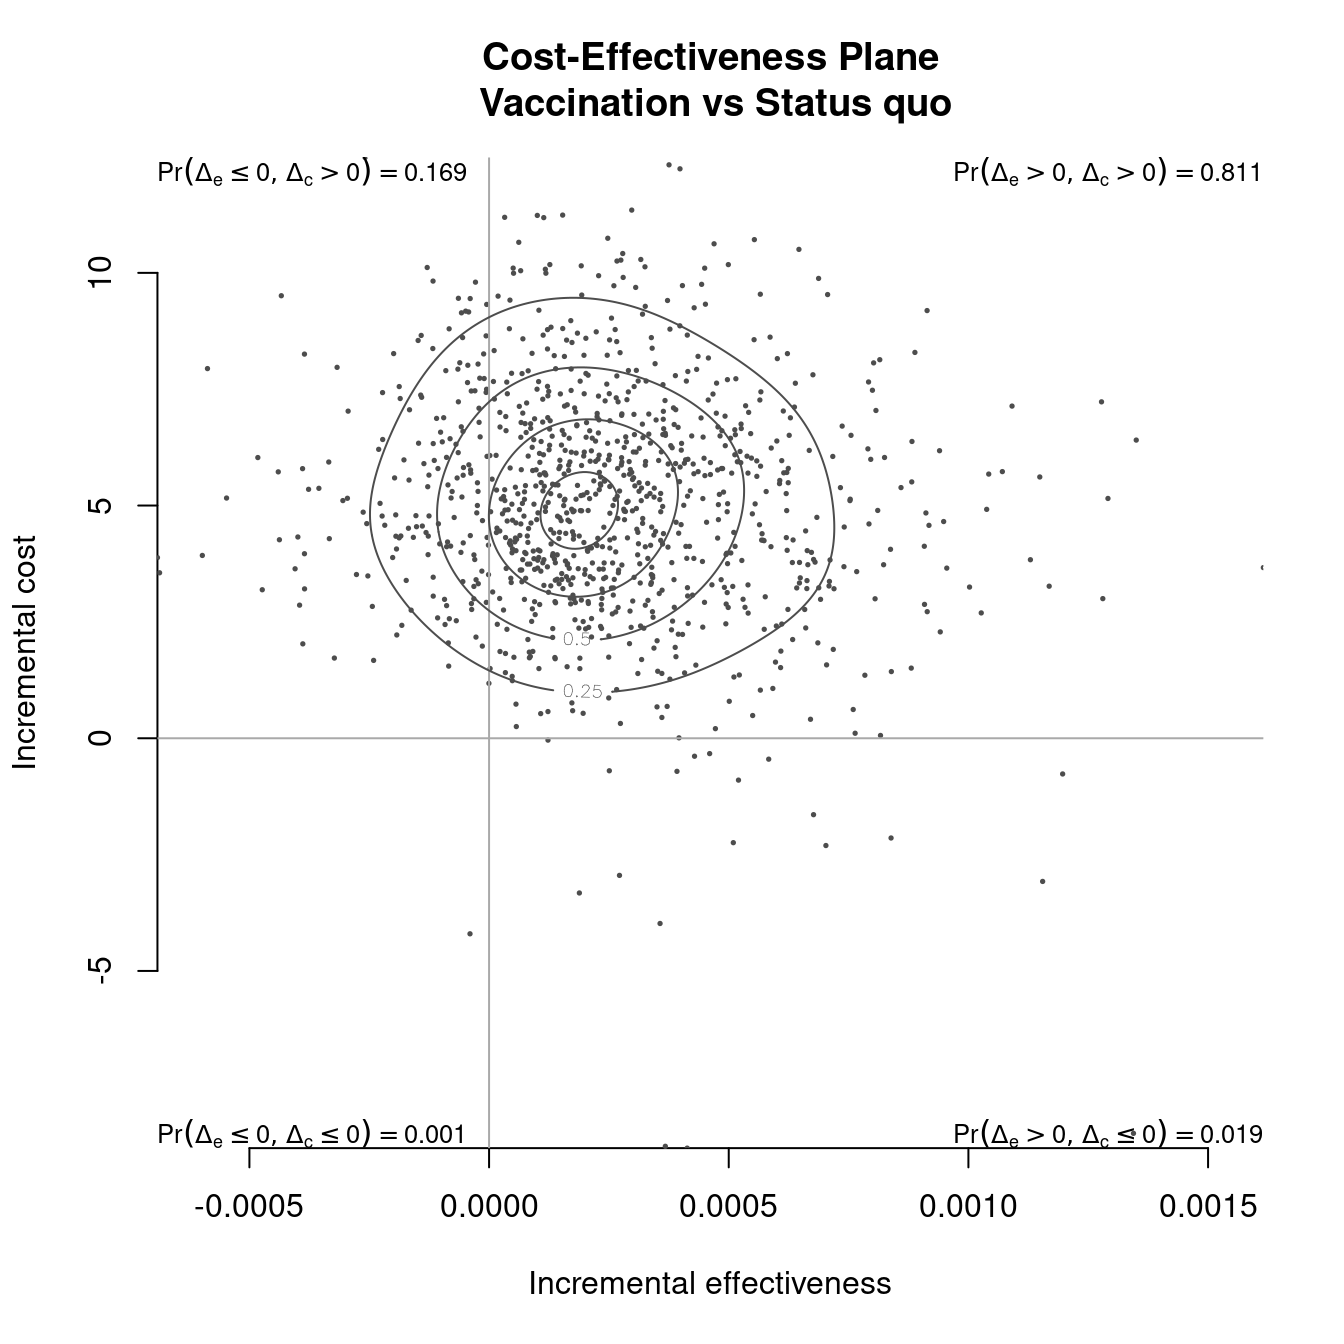 Cost-Effectiveness Plane
Vaccination vs Status quo
Pr(Δe ≤ 0, Δc > 0) = 0.169
Pr(Δe > 0, Δc > 0) = 0.811
10
5
0
-5
Incremental cost
0.5
0.25
Pr(Δe ≤ 0, Δc ≤ 0) = 0.001
Pr(Δe > 0, Δc ≤ 0) = 0.019
-0.0005 0.0000 0.0005 0.0010 0.0015
Incremental effectiveness